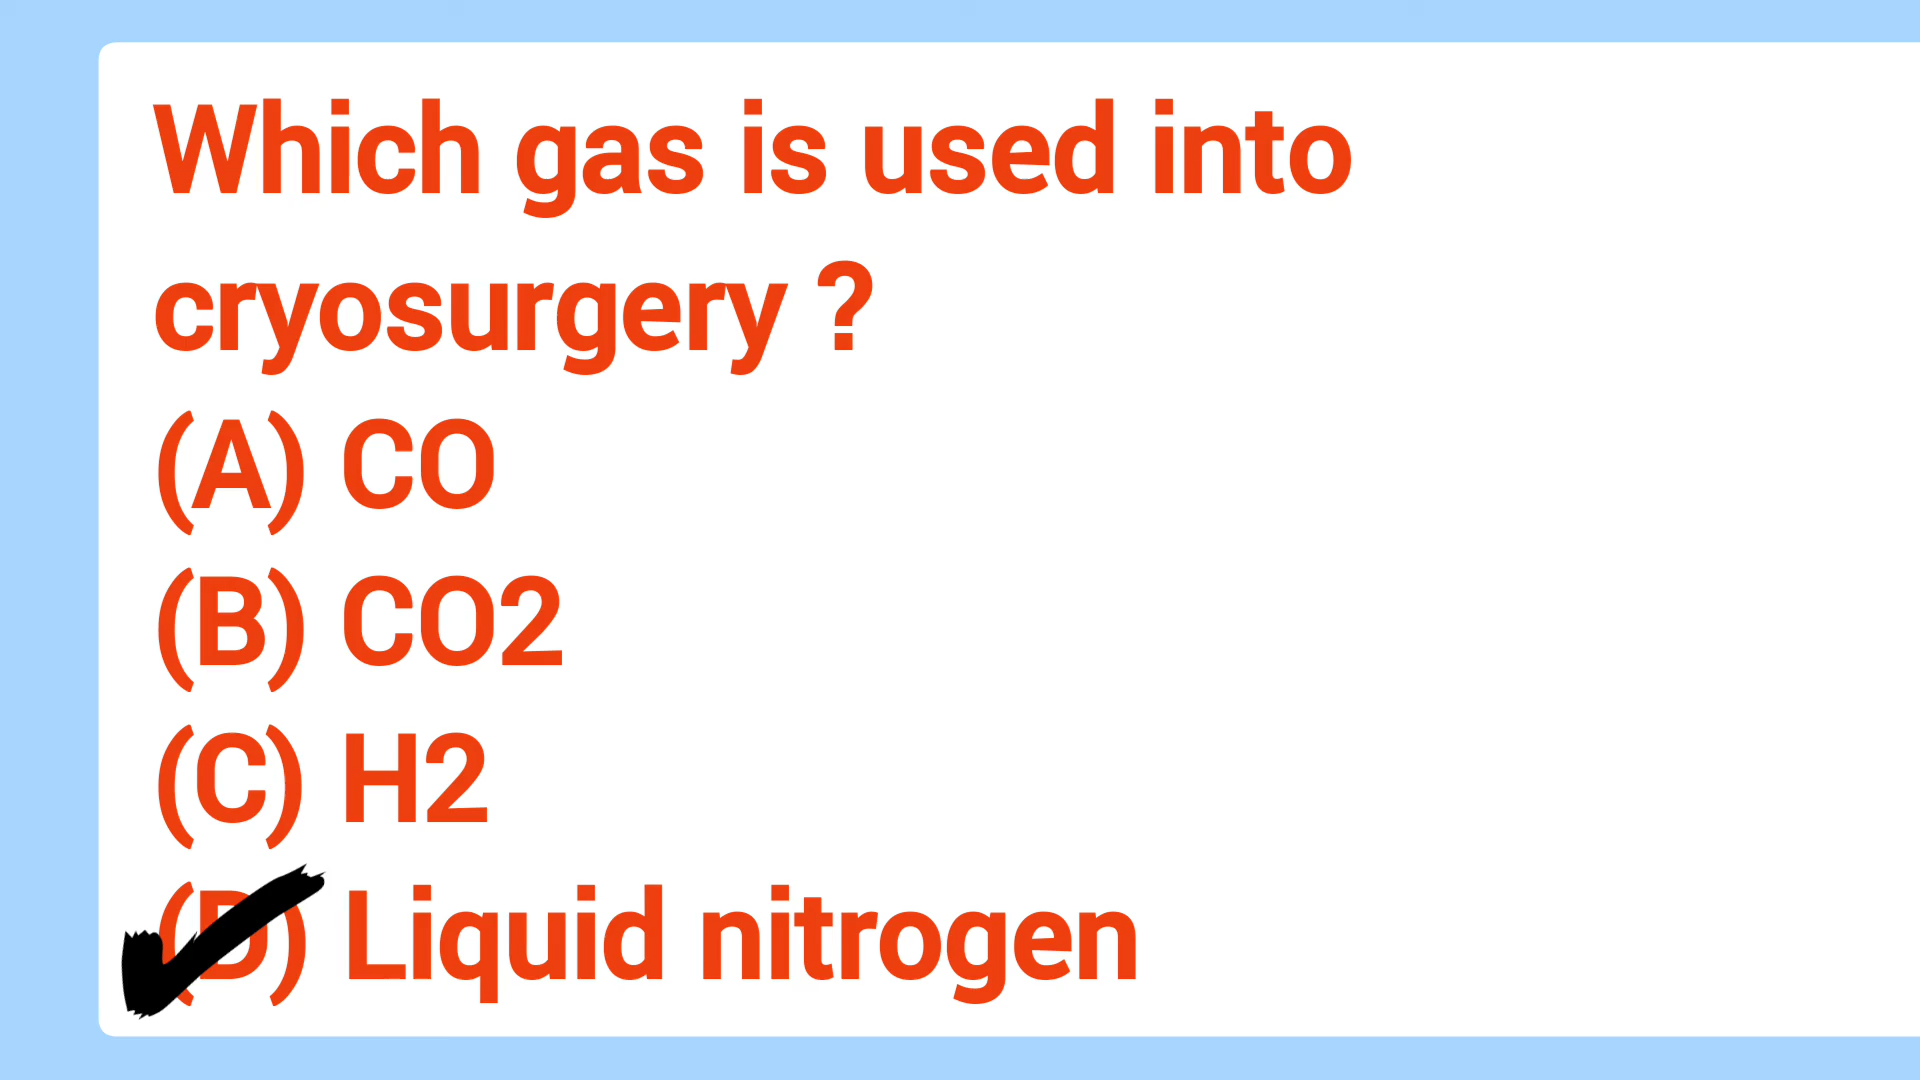 Which gas is used into
cryosurgery ?
(A) CO
(B) CO2
(C) H2
(D) Liquid nitrogen